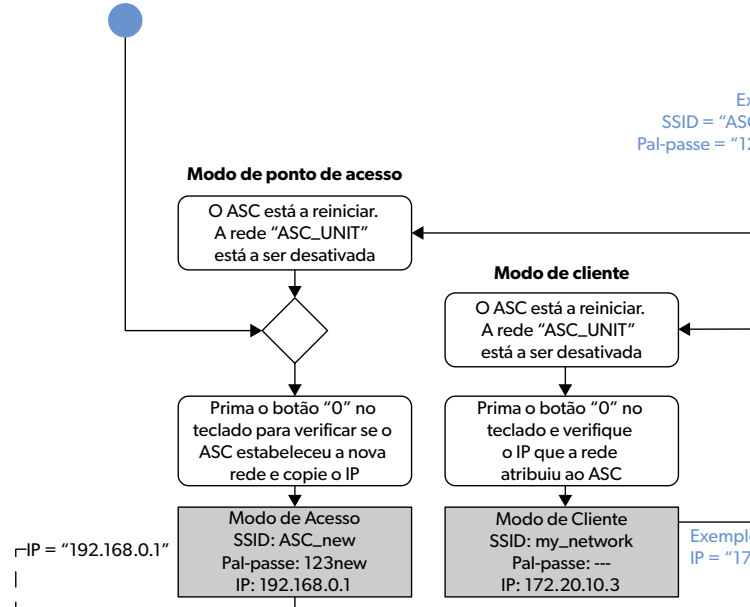 SSID =
Pal-passe =
Modo de ponto de acesso
O ASC está a reiniciar.
A rede “ASC_UNIT”
está a ser desativada
Modo de cliente
O ASC está a reiniciar.
A rede “ASC_UNIT”
está a ser desativada
Prima o botão “0” no
teclado para verificar se o
ASC estabeleceu a nova
rede e copie o IP
Prima o botão “0” no
teclado e verifique
o IP que a rede
atribuiu ao ASC
Modo de Acesso
SSID: ASC_new
Pal-passe: 123new
IP: 192.168.0.1
Modo de Cliente
SSID: my_network
Pal-passe: ---
IP: 172.20.10.3
IP = “192.168.0.1”
IP =